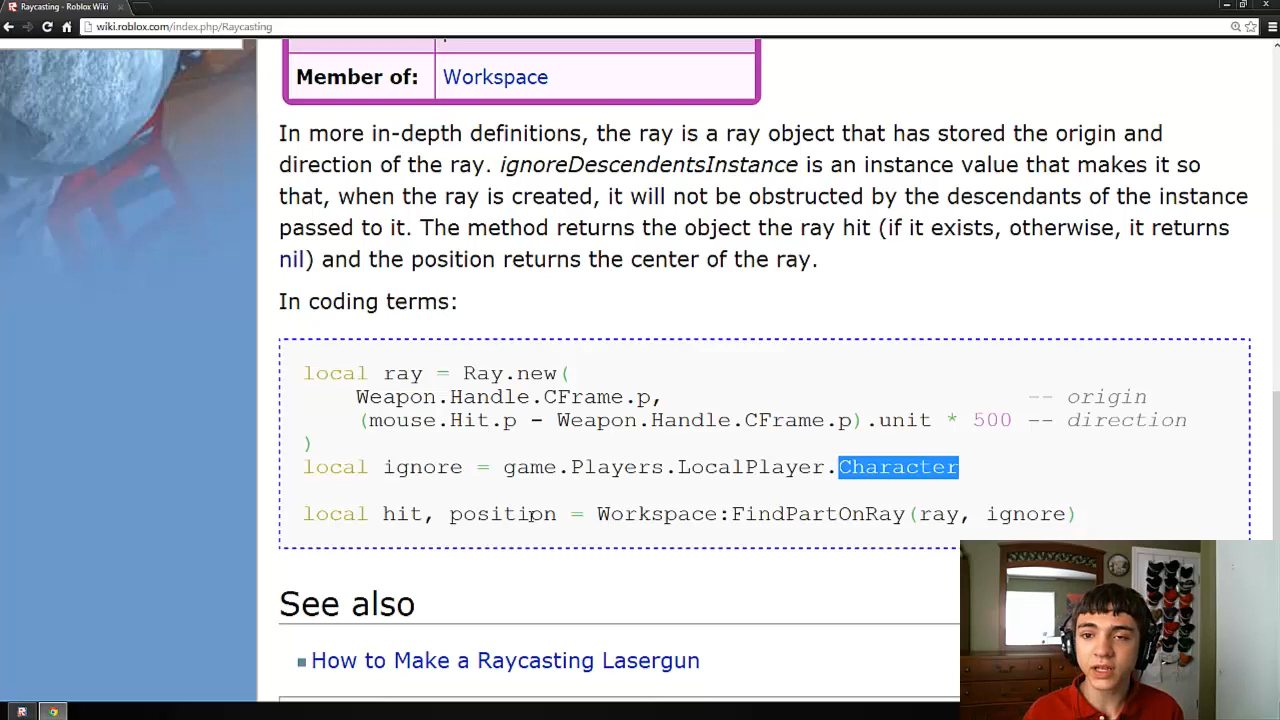 Raycasting - Roblox Wiki
wiki.roblox.com/index.php/Raycasting
Member of: Workspace
In more in-depth definitions, the ray is a ray object that has stored the origin and
direction of the ray. ignoreDescendentsInstance is an instance value that makes it so
that, when the ray is created, it will not be obstructed by the descendants of the instance
passed to it. The method returns the object the ray hit (if it exists, otherwise, it returns
nil) and the position returns the center of the ray.
In coding terms:
local ray = Ray.new(
Weapon.Handle.CFrame.p, -- origin
(mouse.Hit.p - Weapon.Handle.CFrame.p).unit * 500 -- direction
)
local ignore = game.Players.LocalPlayer.Character
local hit, position = Workspace:FindPartOnRay(ray, ignore)
See also
How to Make a Raycasting Lasergun